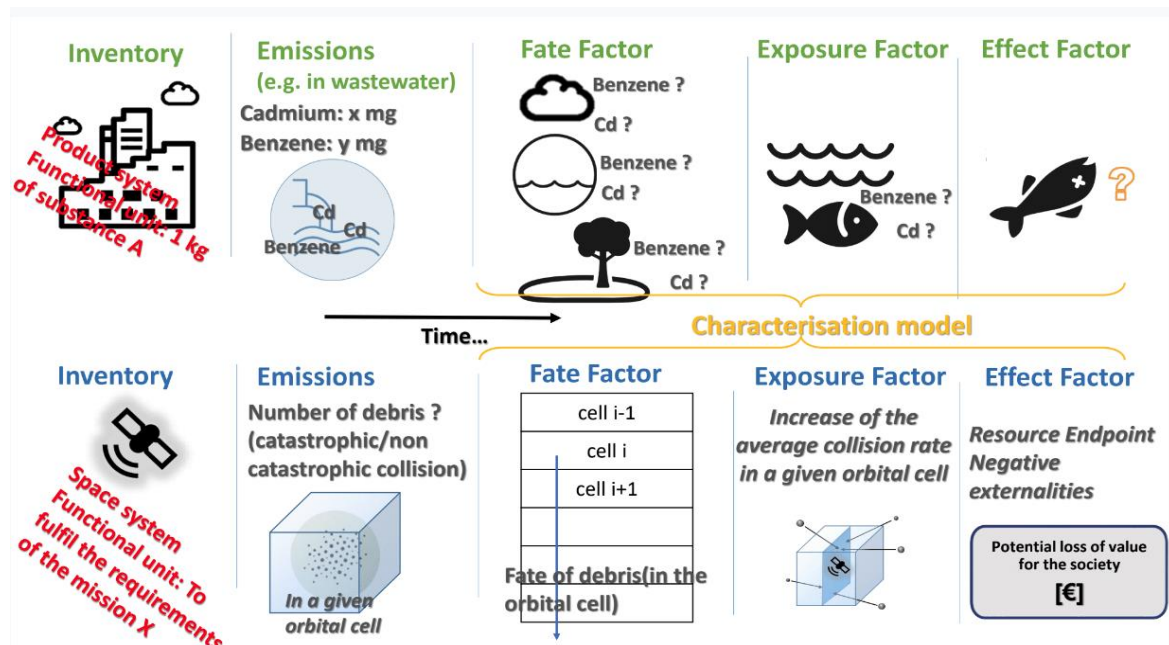 Inventory
Product system
Functional unit: 1 kg
of substance A
Emissions
(e.g. in wastewater)
Cadmium: x mg
Benzene: y mg
Cd
Cd
Benzene
Fate Factor
Benzene ?
Cd ?
Benzene ?
Cd ?
Benzene ?
Cd ?
Exposure Factor
Benzene ?
Cd ?
Effect Factor
?
Time...
Characterisation model
Inventory
Space system
Functional unit: To
fulfil the requirements
of the mission X
Emissions
Number of debris ?
(catastrophic/non
catastrophic collision)
In a given
orbital cell
Fate Factor
cell i-1
cell i
cell i+1
Fate of debris(in the
orbital cell)
Exposure Factor
Increase of the
average collision rate
in a given orbital cell
Effect Factor
Resource Endpoint
Negative
externalities
Potential loss of value
for the society
[€]